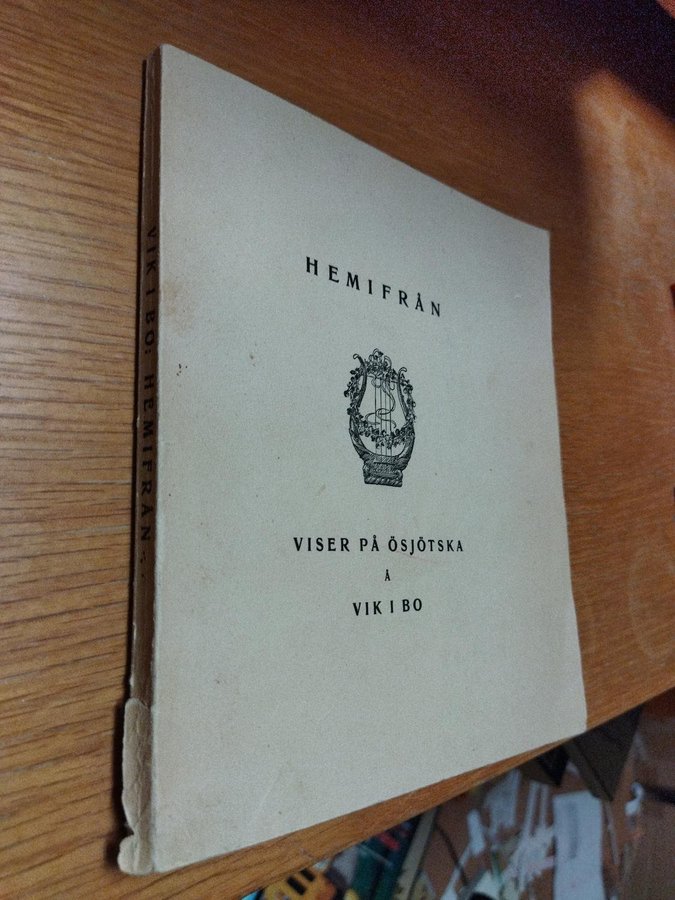 HEMIFRÅN
VISER PÅ ÖSJÖTSKA
Å
VIK I BO
VIK I BO: HEMIFRÅN